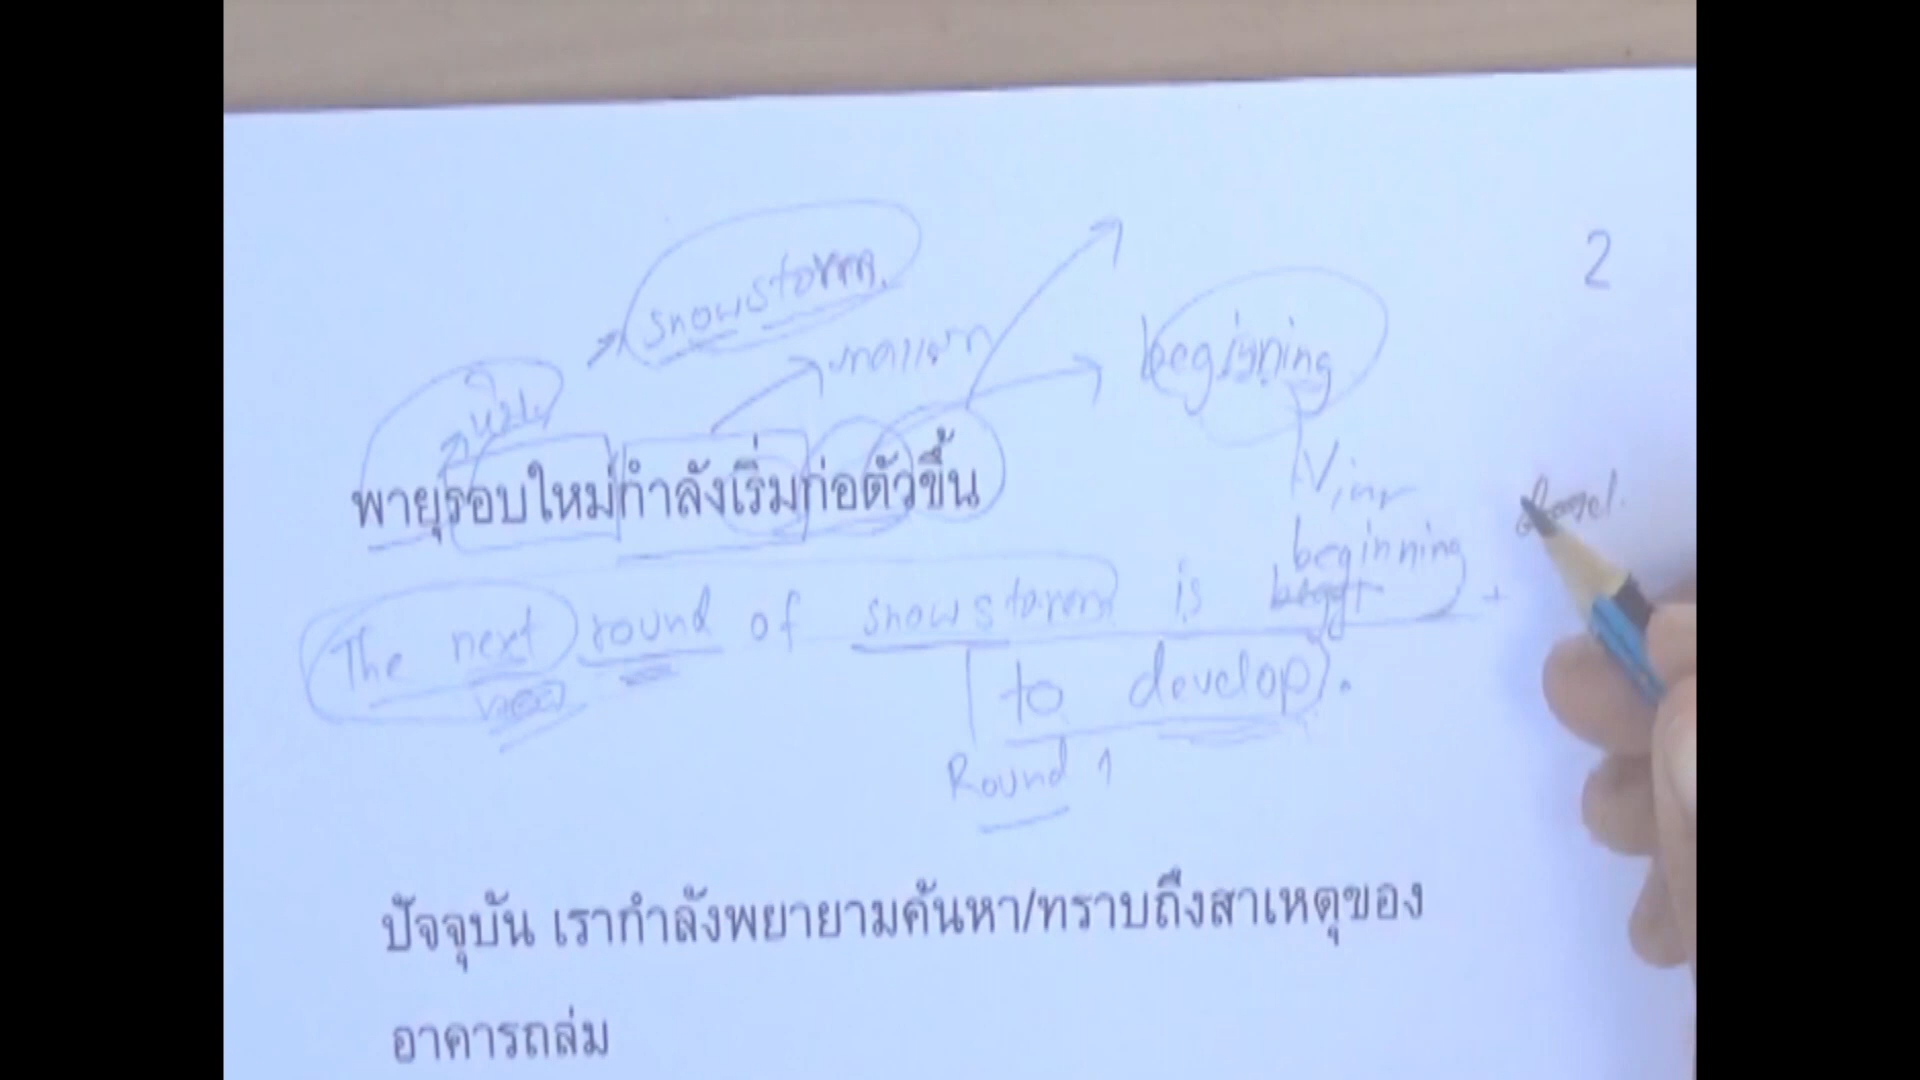 2
snowstorm
beginning
พายุรอบใหม่กำลังเริ่มก่อตัวขึ้น
V ing
beginning
The next round of snowstorm is
new
to develop.
Round 1
ปัจจุบัน เรากำลังพยายามค้นหา/ทราบถึงสาเหตุของ
อาคารถล่ม